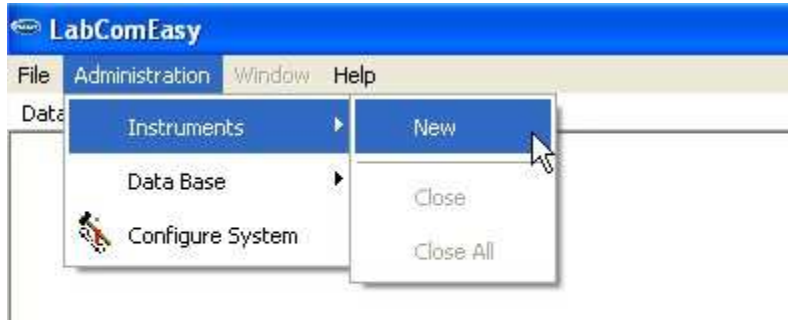 LabComEasy
File Administration Window Help
Data
Instruments
New
Data Base
Close
Configure System
Close All